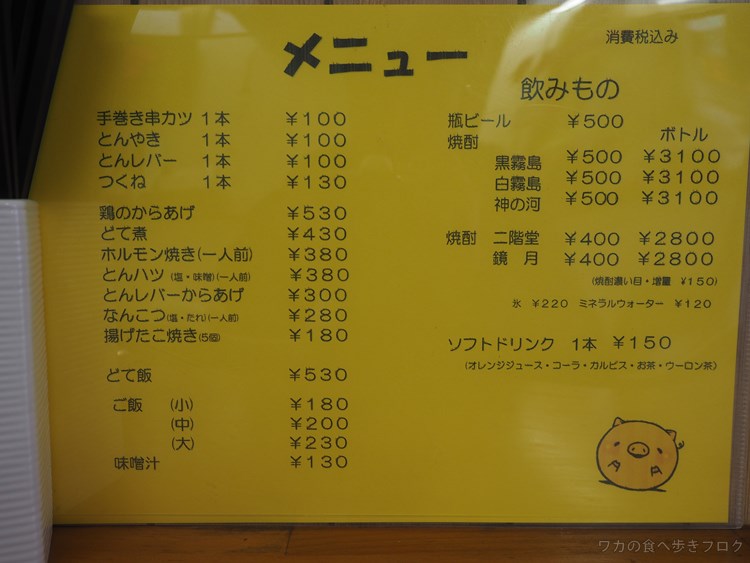 メニュー
消費税込み
手巻き串カツ 1本 ¥100
とんやき 1本 ¥100
とんレバー 1本 ¥100
つくね 1本 ¥130
鶏のからあげ ¥530
どて煮 ¥430
ホルモン焼き(一人前) ¥380
とんハツ (塩・味噌)(一人前) ¥380
とんレバーからあげ ¥300
なんこつ(塩・たれ)(一人前) ¥280
揚げたこ焼き(5個) ¥180
どて飯 ¥530
ご飯 (小) ¥180
(中) ¥200
(大) ¥230
味噌汁 ¥130
飲みもの
瓶ビール ¥500
焼酎 ボトル
黒霧島 ¥500 ¥3100
白霧島 ¥500 ¥3100
神の河 ¥500 ¥3100
焼酎 二階堂 ¥400 ¥2800
鏡月 ¥400 ¥2800
(焼酎濃い目・増量 ¥150)
氷 ¥220 ミネラルウォーター ¥120
ソフトドリンク 1本 ¥150
(オレンジジュース・コーラ・カルピス・お茶・ウーロン茶)
ワカの食べ歩きブログ